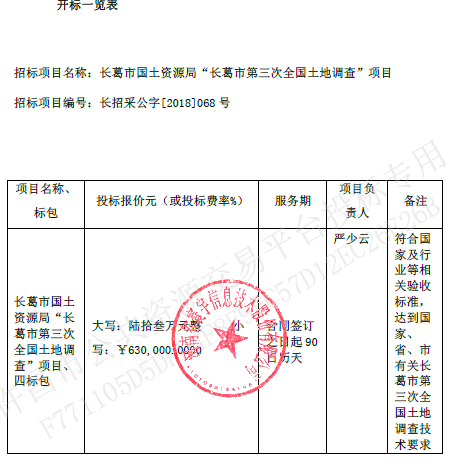 开标一览表
招标项目名称：长葛市国土资源局“长葛市第三次全国土地调查”项目
招标项目编号：长招采公字[2018]068 号
项目名称、
标包
投标报价元（或投标费率%）
服务期
项目负
责人
备注
长葛市国土
资源局“长
葛市第三次
全国土地调
查”项目、
四标包
大写：陆拾叁万元整 小
写：￥630,000.0000
合同签订
之日起 90
日历天
严少云
符合国
家及行
业等相
关验收
标准，
达到国
家、
省、市
有关长
葛市第
三次全
国土地
调查技
术要求